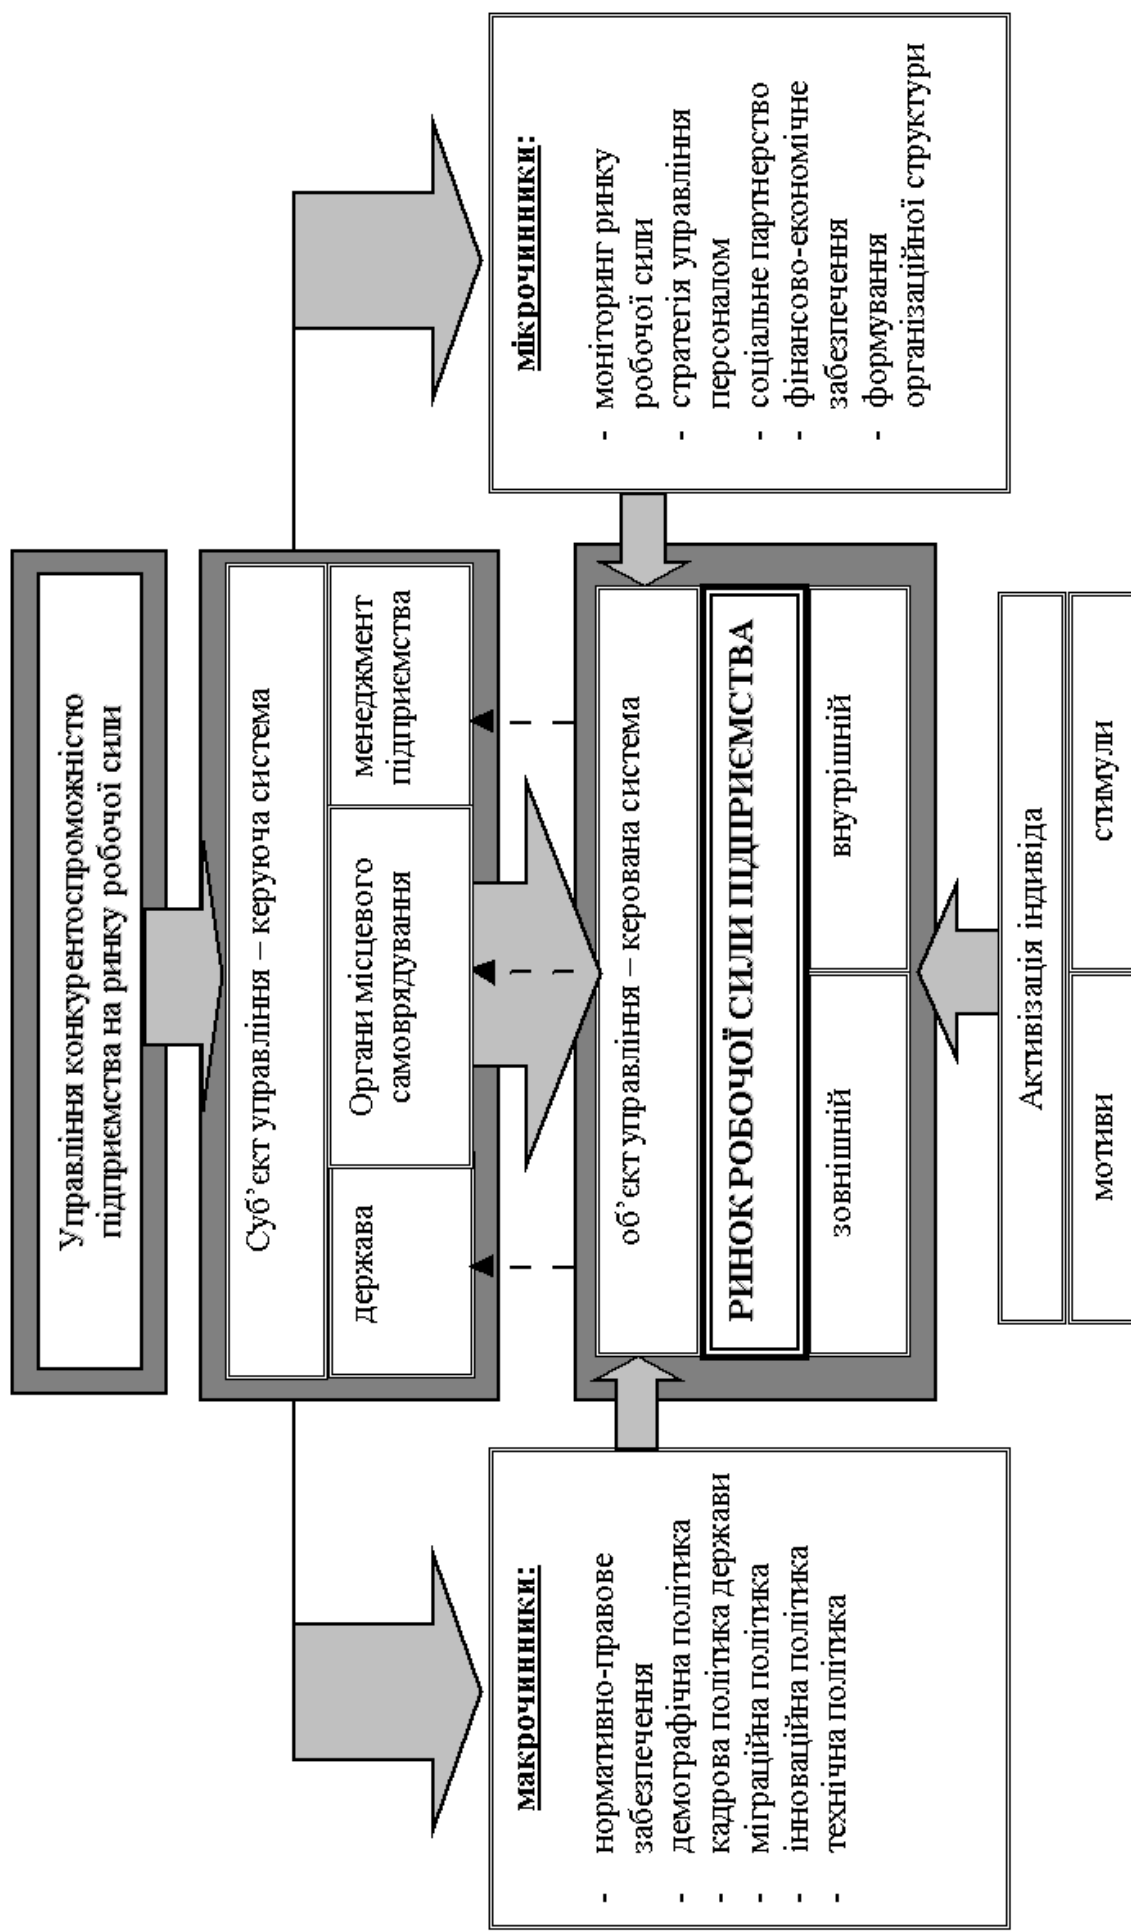 Управління конкурентоспроможністю
підприємства на ринку робочої сили
Суб’єкт управління – керуюча система
держава
Органи місцевого
самоврядування
менеджмент
підприємства
макрочинники:
- нормативно-правове
забезпечення
- демографічна політика
- кадрова політика держави
- міграційна політика
- інноваційна політика
- технічна політика
об’єкт управління – керована система
РИНОК РОБОЧОЇ СИЛИ ПІДПРИЄМСТВА
зовнішній
внутрішній
мікрочинники:
- моніторинг ринку
робочої сили
- стратегія управління
персоналом
- соціальне партнерство
- фінансово-економічне
забезпечення
- формування
організаційної структури
Активізація індивіда
мотиви
стимули